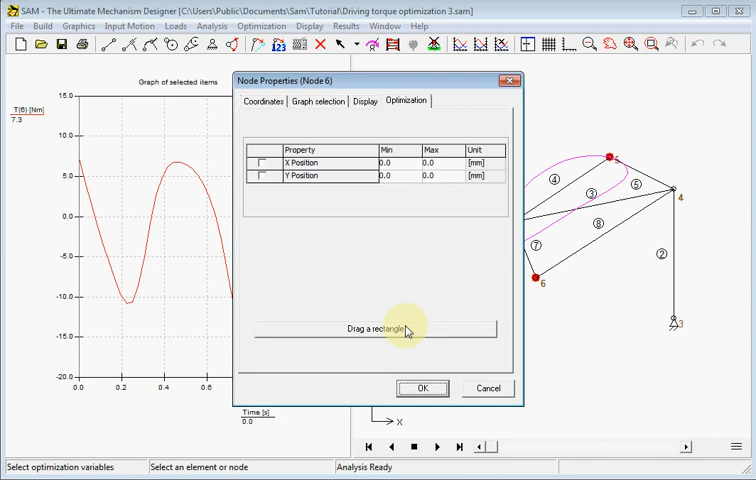 SAM - The Ultimate Mechanism Designer [C:\Users\Public\Documents\Sam\Tutorial\Driving torque optimization 3.sam]
File Build Graphics Input Motion Loads Analysis Optimization Display Results Window Help
123
Graph of selected items
T(6) [Nm]
7.3
15.0
10.0
5.0
0.0
-5.0
-10.0
-15.0
-20.0
0.0 0.2 0.4 0.6
Time [s]
0.0
Node Properties (Node 6)
Coordinates Graph selection Display Optimization
Property Min Max Unit
X Position 0.0 0.0 [mm]
Y Position 0.0 0.0 [mm]
Drag a rectangle
OK Cancel
5
4
5
3
4
8
7
2
6
3
X
Select optimization variables Select an element or node Analysis Ready